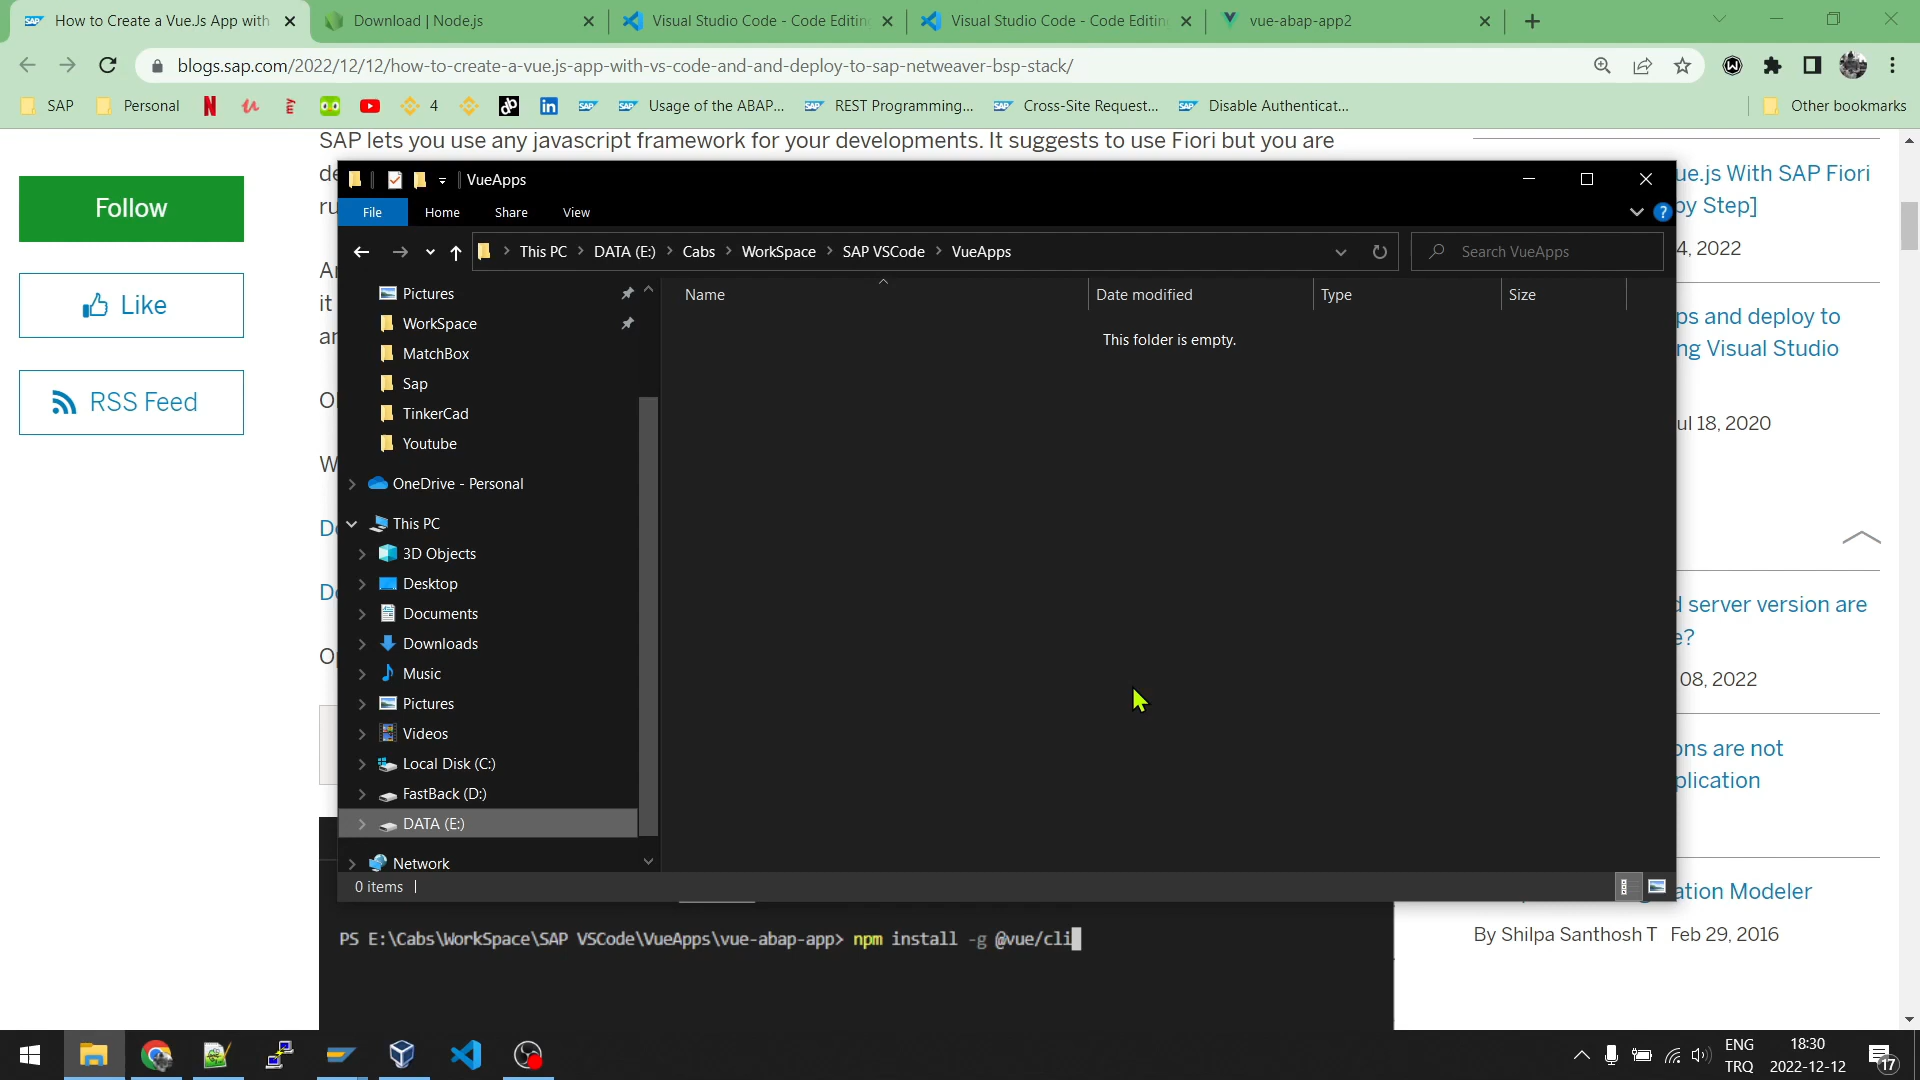 How to Create a Vue.Js App with
Download | Node.js
Visual Studio Code - Code Editing
Visual Studio Code - Code Editing
vue-abap-app2
blogs.sap.com/2022/12/12/how-to-create-a-vue.js-app-with-vs-code-and-and-deploy-to-sap-netweaver-bsp-stack/
SAP
Personal
4
Usage of the ABAP...
REST Programming...
Cross-Site Request...
Disable Authenticat...
Other bookmarks
SAP lets you use any javascript framework for your developments. It suggests to use Fiori but you are
Follow
Like
RSS Feed
VueApps
File
Home
Share
View
This PC
DATA (E:)
Cabs
WorkSpace
SAP VSCode
VueApps
Search VueApps
Pictures
WorkSpace
MatchBox
Sap
TinkerCad
Youtube
OneDrive - Personal
This PC
3D Objects
Desktop
Documents
Downloads
Music
Pictures
Videos
Local Disk (C:)
FastBack (D:)
DATA (E:)
Network
Name
Date modified
Type
Size
This folder is empty.
0 items
ue.js With SAP Fiori
by Step]
4, 2022
ps and deploy to
ng Visual Studio
ul 18, 2020
d server version are
e?
08, 2022
ons are not
plication
ation Modeler
By Shilpa Santhosh T Feb 29, 2016
PS E:\Cabs\WorkSpace\SAP VSCode\VueApps\vue-abap-app> npm install -g @vue/cli
ENG
TRQ
18:30
2022-12-12
17